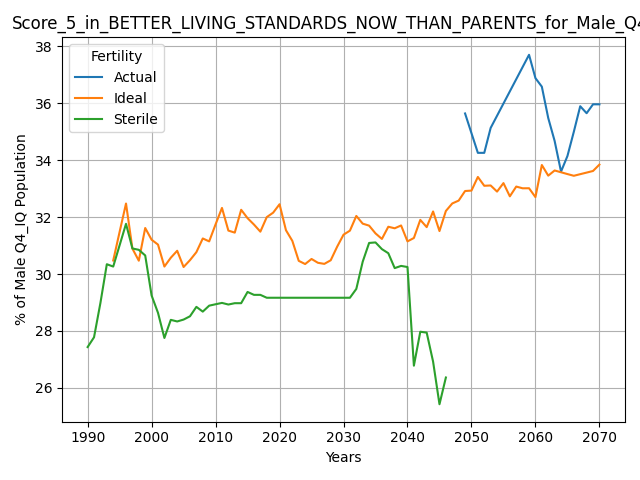 Score_5_in_BETTER_LIVING_STANDARDS_NOW_THAN_PARENTS_for_Male_Q4
38
36
34
32
30
28
26
% of Male Q4_IQ Population
Fertility
Actual
Ideal
Sterile
1990 2000 2010 2020 2030 2040 2050 2060 2070
Years